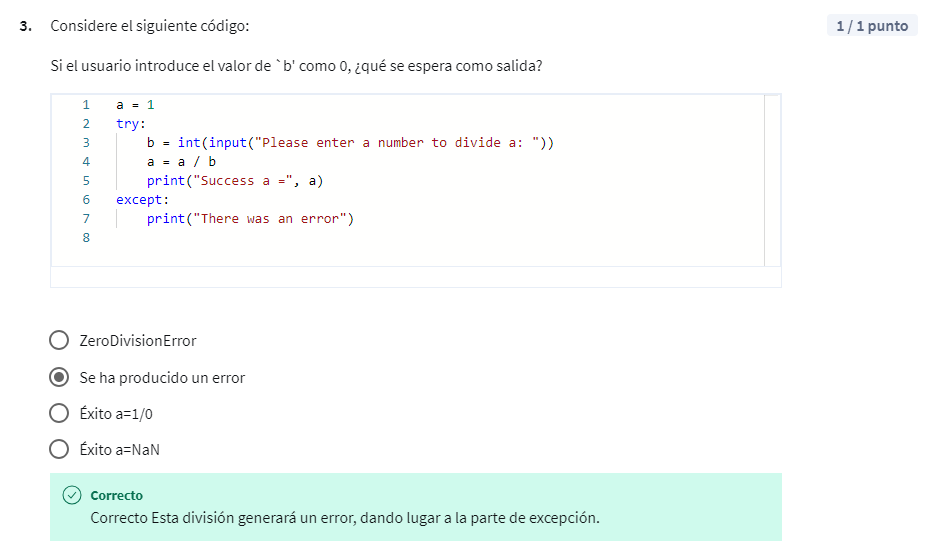 3. Considere el siguiente código:
1 / 1 punto
Si el usuario introduce el valor de `b' como 0, ¿qué se espera como salida?
1 a = 1
2 try:
3 b = int(input("Please enter a number to divide a: "))
4 a = a / b
5 print("Success a =", a)
6 except:
7 print("There was an error")
8
ZeroDivisionError
Se ha producido un error
Éxito a=1/0
Éxito a=NaN
Correcto
Correcto Esta división generará un error, dando lugar a la parte de excepción.